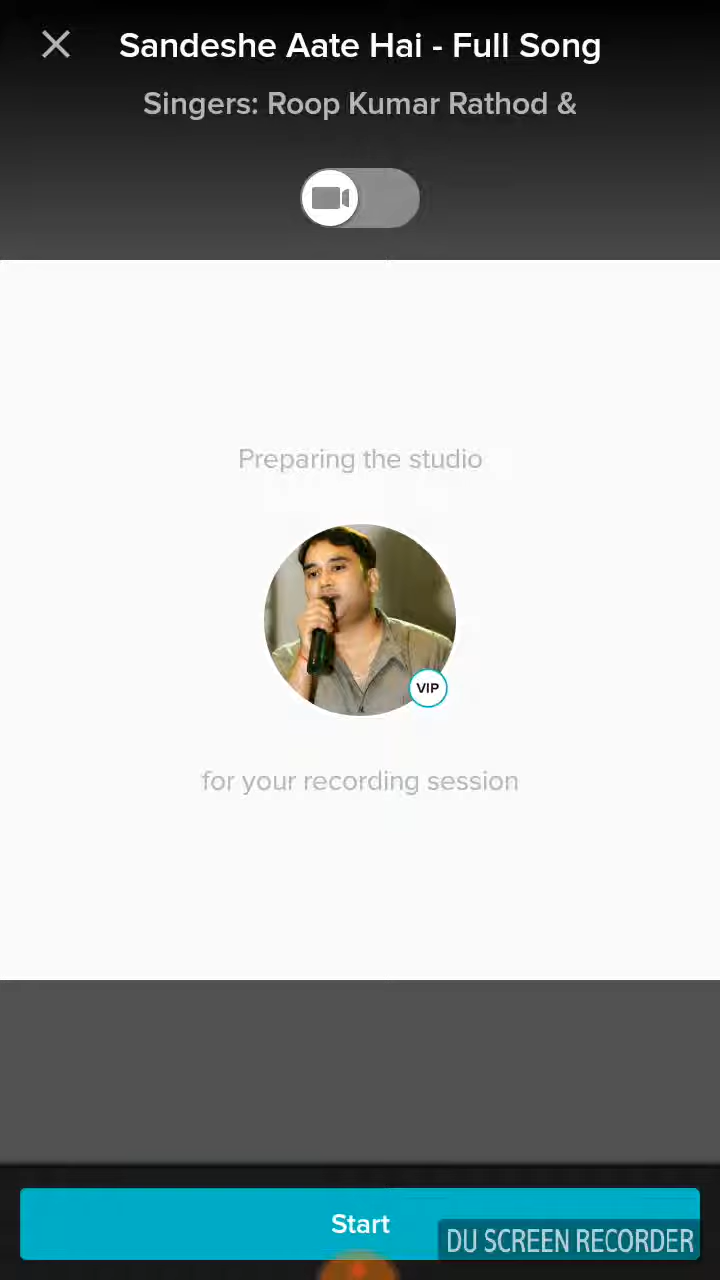 Sandeshe Aate Hai - Full Song
Singers: Roop Kumar Rathod &
Preparing the studio
VIP
for your recording session
Start
DU SCREEN RECORDER